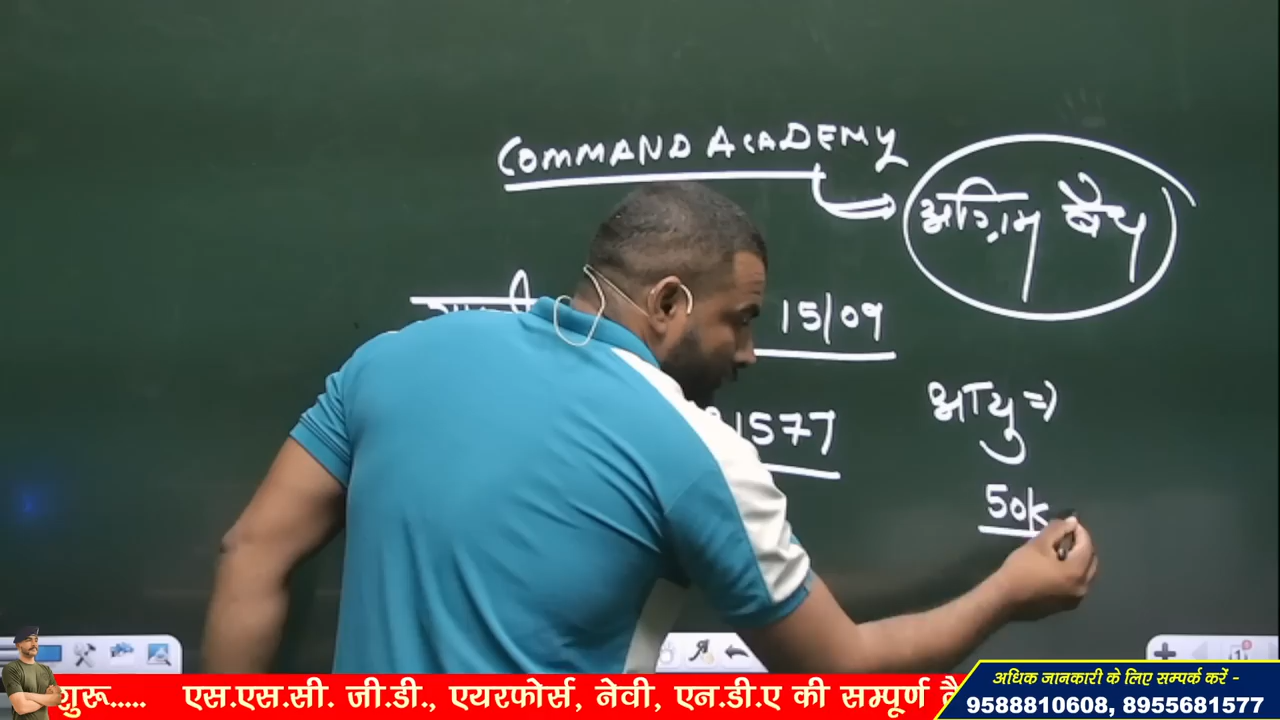 COMMAND ACADEMY
अग्रिम बैच
15/09
1577
आयु =>
50k
शुरू..... एस.एस.सी. जी.डी., एयरफोर्स, नेवी, एन.डी.ए की सम्पूर्ण
अधिक जानकारी के लिए सम्पर्क करें -
9588810608, 8955681577